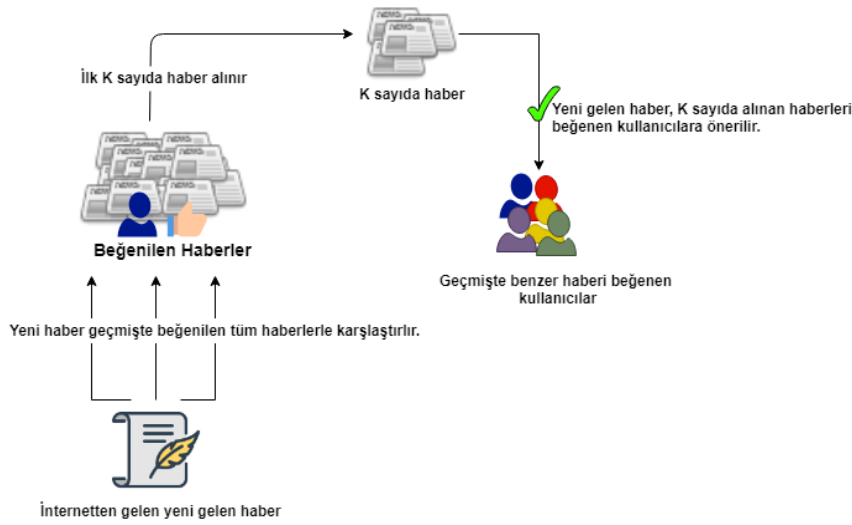 İlk K sayıda haber alınır
K sayıda haber
Yeni gelen haber, K sayıda alınan haberleri
beğenen kullanıcılara önerilir.
Beğenilen Haberler
Geçmişte benzer haberi beğenen
kullanıcılar
Yeni haber geçmişte beğenilen tüm haberlerle karşlaştırlır.
İnternetten gelen yeni gelen haber